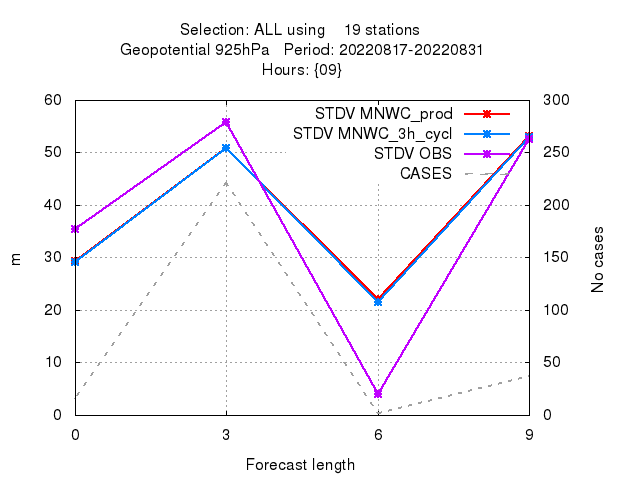 Selection: ALL using    19 stations
Geopotential 925hPa   Period: 20220817-20220831
Hours: {09}
60
50
40
30
20
10
0
300
250
200
150
100
50
0
STDV MNWC_prod
STDV MNWC_3h_cycl
STDV OBS
CASES
m
No cases
0 3 6 9
Forecast length